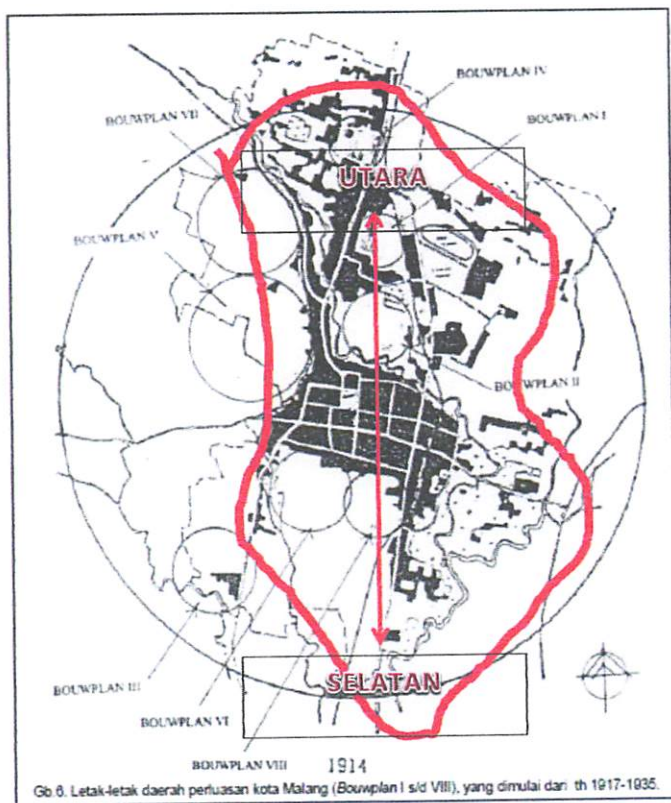 BOUWPLAN IV
BOUWPLAN VII
BOUWPLAN I
UTARA
BOUWPLAN V
BOUWPLAN II
SELATAN
BOUWPLAN III
BOUWPLAN VI
BOUWPLAN VIII
1914
Gb 6. Letak-letak daerah perluasan kota Malang (Bouwplan I s/d VIII), yang dimulai dari th 1917-1935.